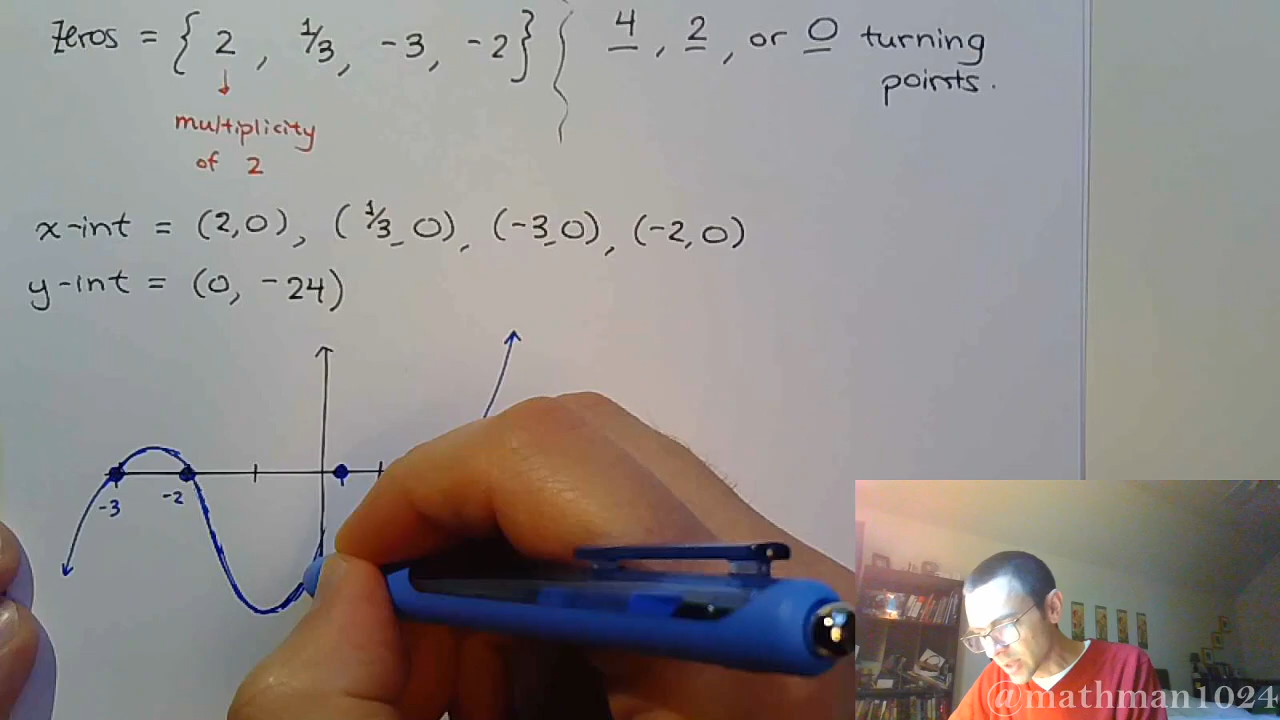 zeros = { 2 , 1/3, -3, -2 } { 4 , 2 , or 0 turning
points.
multiplicity
of 2
x-int = (2,0), (1/3, 0), (-3,0), (-2,0)
y-int = (0, -24)
-3
-2
@mathman1024